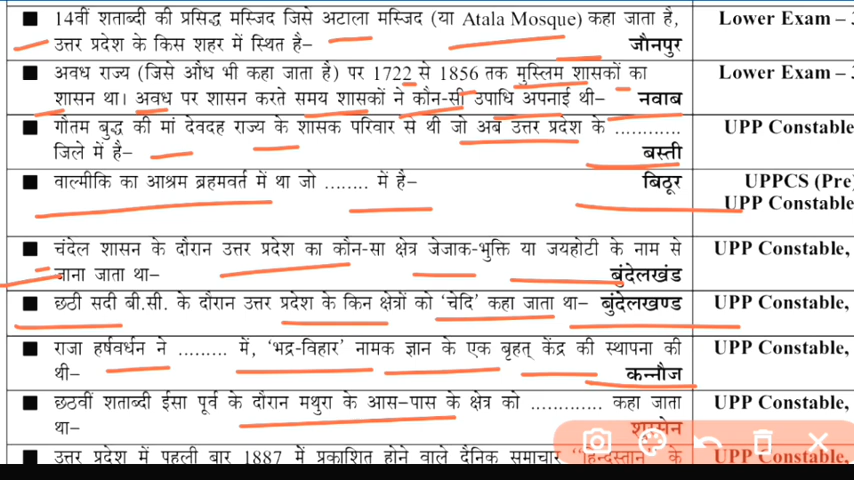 ■ 14वीं शताब्दी की प्रसिद्ध मस्जिद जिसे अटाला मस्जिद (या Atala Mosque) कहा जाता है, Lower Exam –
उत्तर प्रदेश के किस शहर में स्थित है– जौनपुर
■ अवध राज्य (जिसे औध भी कहा जाता है) पर 1722 से 1856 तक मुस्लिम शासकों का Lower Exam –
शासन था। अवध पर शासन करते समय शासकों ने कौन-सी उपाधि अपनाई थी– नवाब
■ गौतम बुद्ध की मां देवदह राज्य के शासक परिवार से थी जो अब उत्तर प्रदेश के ............ UPP Constable
जिले में है– बस्ती
■ वाल्मीकि का आश्रम ब्रहमवर्त में था जो ........ में है– बिठूर UPPCS (Pre)
UPP Constable
■ चंदेल शासन के दौरान उत्तर प्रदेश का कौन-सा क्षेत्र जेजाक-भुक्ति या जयहोटी के नाम से UPP Constable,
जाना जाता था– बुंदेलखंड
■ छठी सदी बी.सी. के दौरान उत्तर प्रदेश के किन क्षेत्रों को ‘चेदि’ कहा जाता था– बुंदेलखण्ड UPP Constable,
■ राजा हर्षवर्धन ने ......... में, ‘भद्र-विहार’ नामक ज्ञान के एक बृहत् केंद्र की स्थापना की UPP Constable,
थी– कन्नौज
■ छठवीं शताब्दी ईसा पूर्व के दौरान मथुरा के आस-पास के क्षेत्र को ............. कहा जाता UPP Constable,
था–
■ उत्तर प्रदेश में पहली बार 1887 में प्रकाशित होने वाले दैनिक समाचार “हिन्दुस्तान” के UPP Constable,